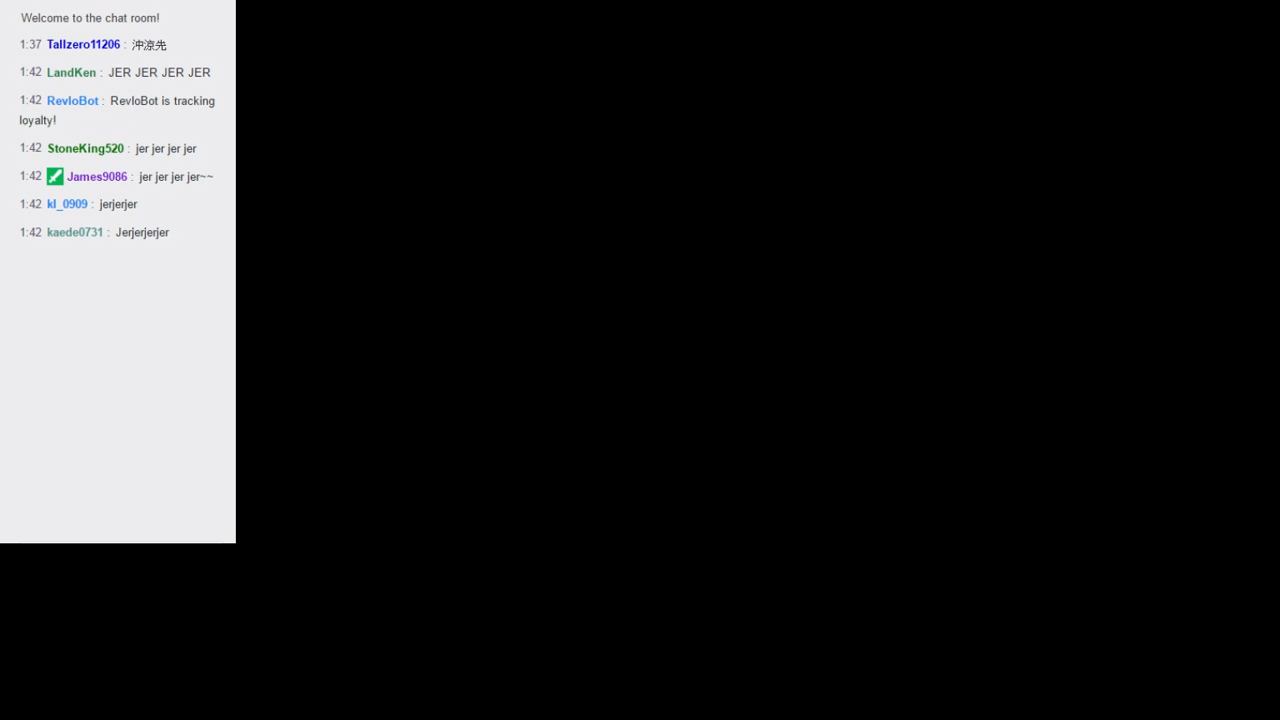 Welcome to the chat room!
1:37 Tallzero11206 : 沖涼先
1:42 LandKen : JER JER JER JER
1:42 RevloBot : RevloBot is tracking
loyalty!
1:42 StoneKing520 : jer jer jer jer
1:42 James9086 : jer jer jer jer~~
1:42 kl_0909 : jerjerjer
1:42 kaede0731 : Jerjerjerjer